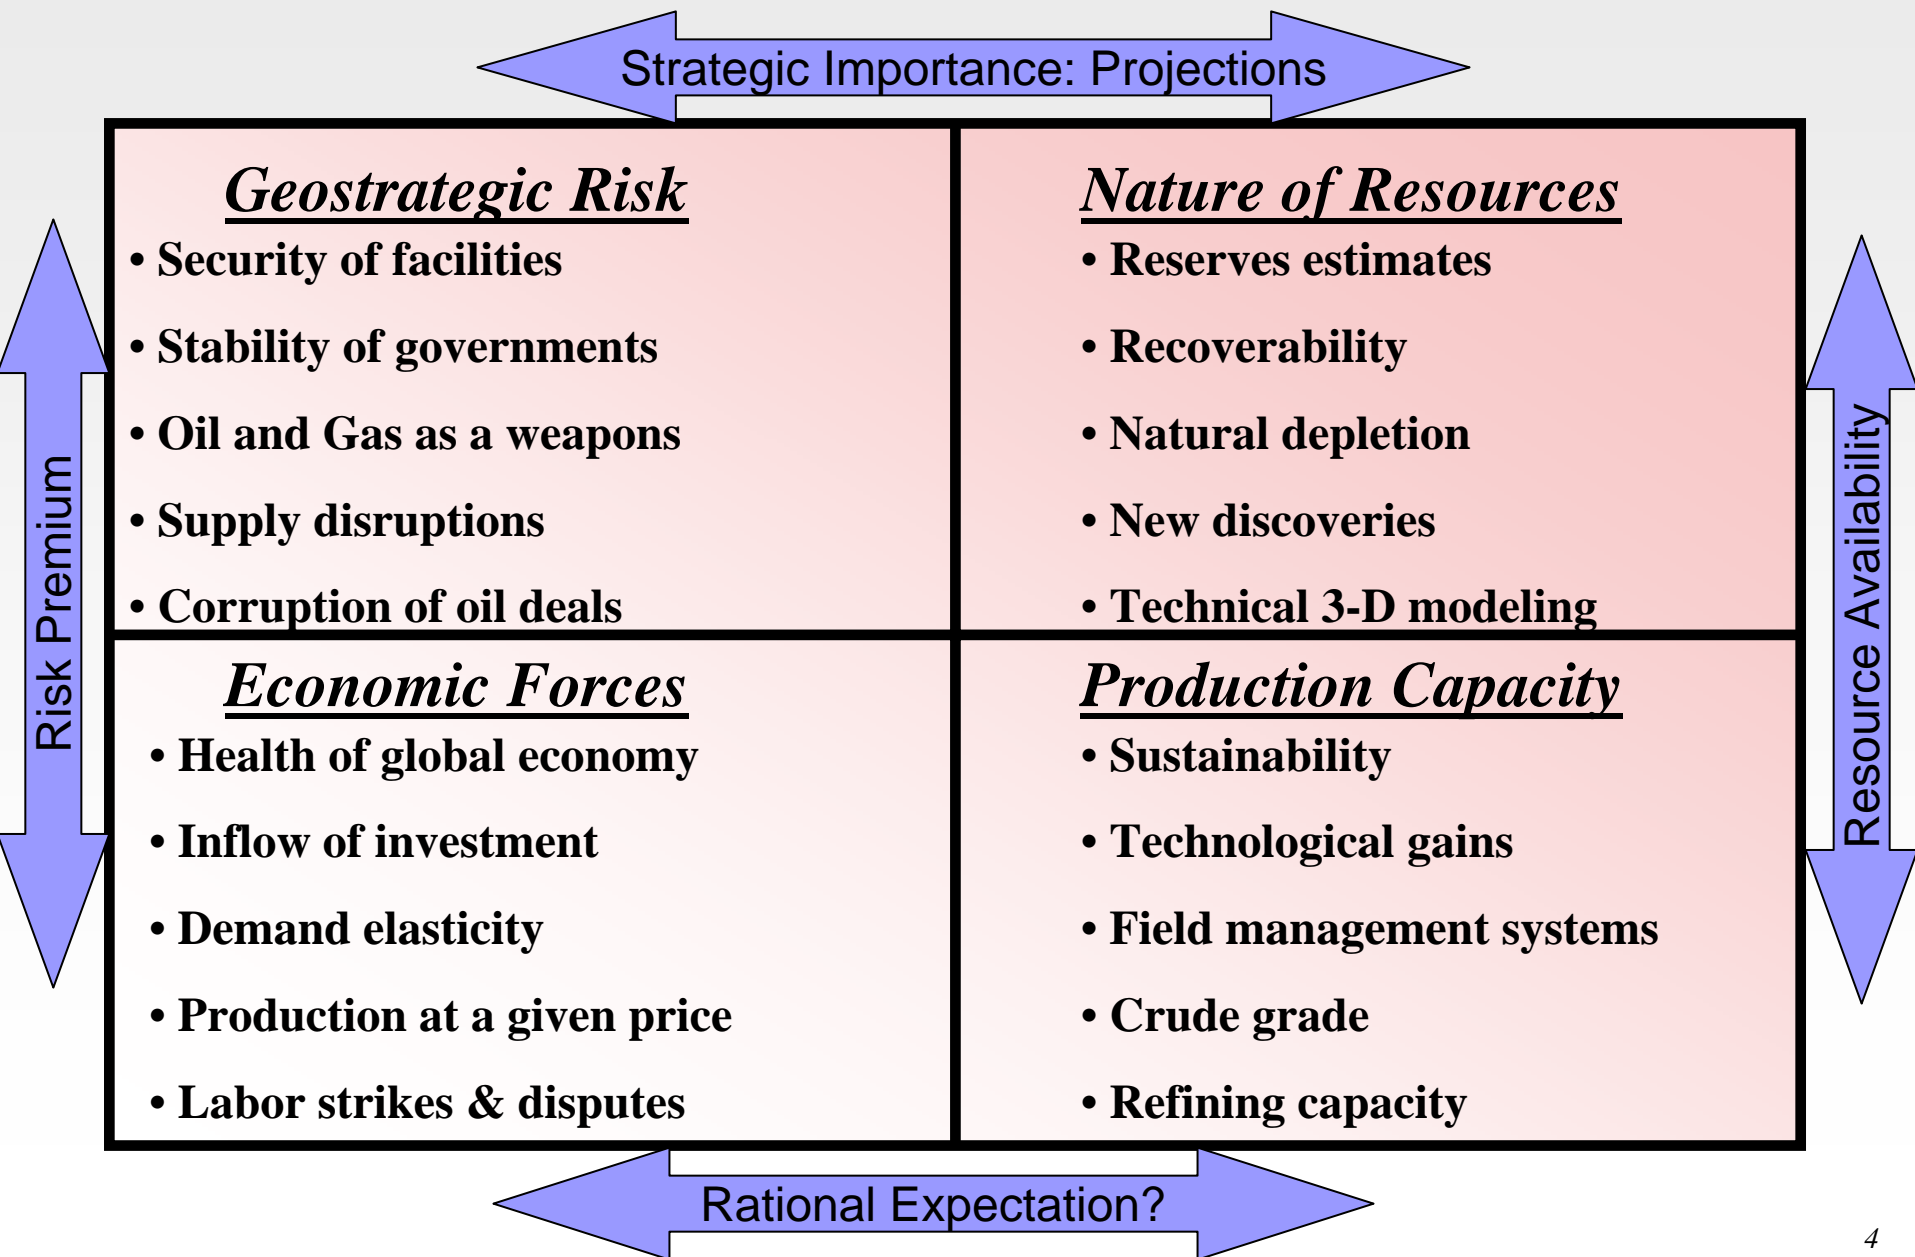 Strategic Importance: Projections
Risk Premium
Geostrategic Risk
• Security of facilities
• Stability of governments
• Oil and Gas as a weapons
• Supply disruptions
• Corruption of oil deals
Nature of Resources
• Reserves estimates
• Recoverability
• Natural depletion
• New discoveries
• Technical 3-D modeling
Economic Forces
• Health of global economy
• Inflow of investment
• Demand elasticity
• Production at a given price
• Labor strikes & disputes
Production Capacity
• Sustainability
• Technological gains
• Field management systems
• Crude grade
• Refining capacity
Resource Availability
Rational Expectation?
4